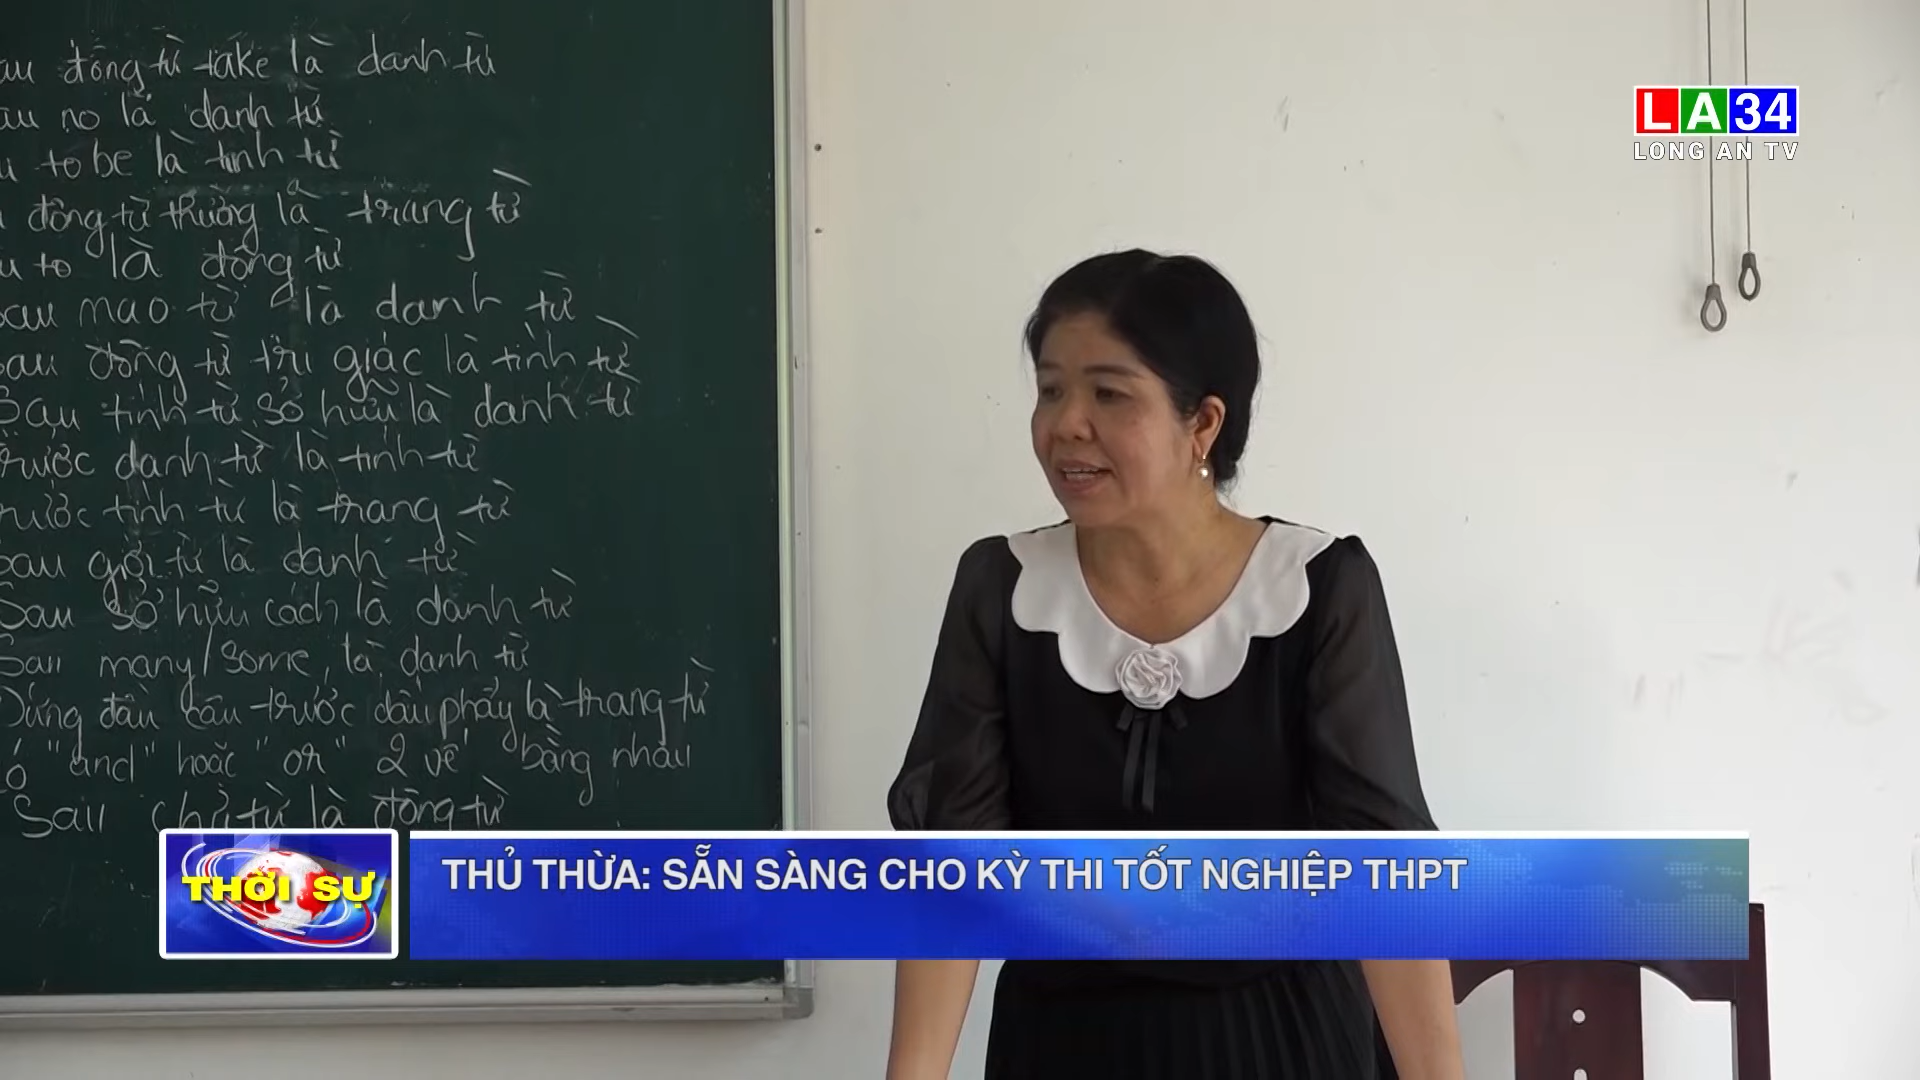 động từ take là danh từ
no là danh từ
to be là tính từ
động từ thường là trạng từ
to là động từ
Sau mạo từ là danh từ
Sau động từ tri giác là tính từ
Sau tính từ sở hữu là danh từ
Trước danh từ là tính từ
Trước tính từ là trạng từ
Sau giới từ là danh từ
Sau sở hữu cách là danh từ
Sau many/some, là danh từ
Đứng đầu câu trước dấu phẩy là trạng từ
Có "and" hoặc "or" 2 vế bằng nhau
Sau chủ từ là động từ
LA34
LONG AN TV
THỜI SỰ
THỦ THỪA: SẴN SÀNG CHO KỲ THI TỐT NGHIỆP THPT